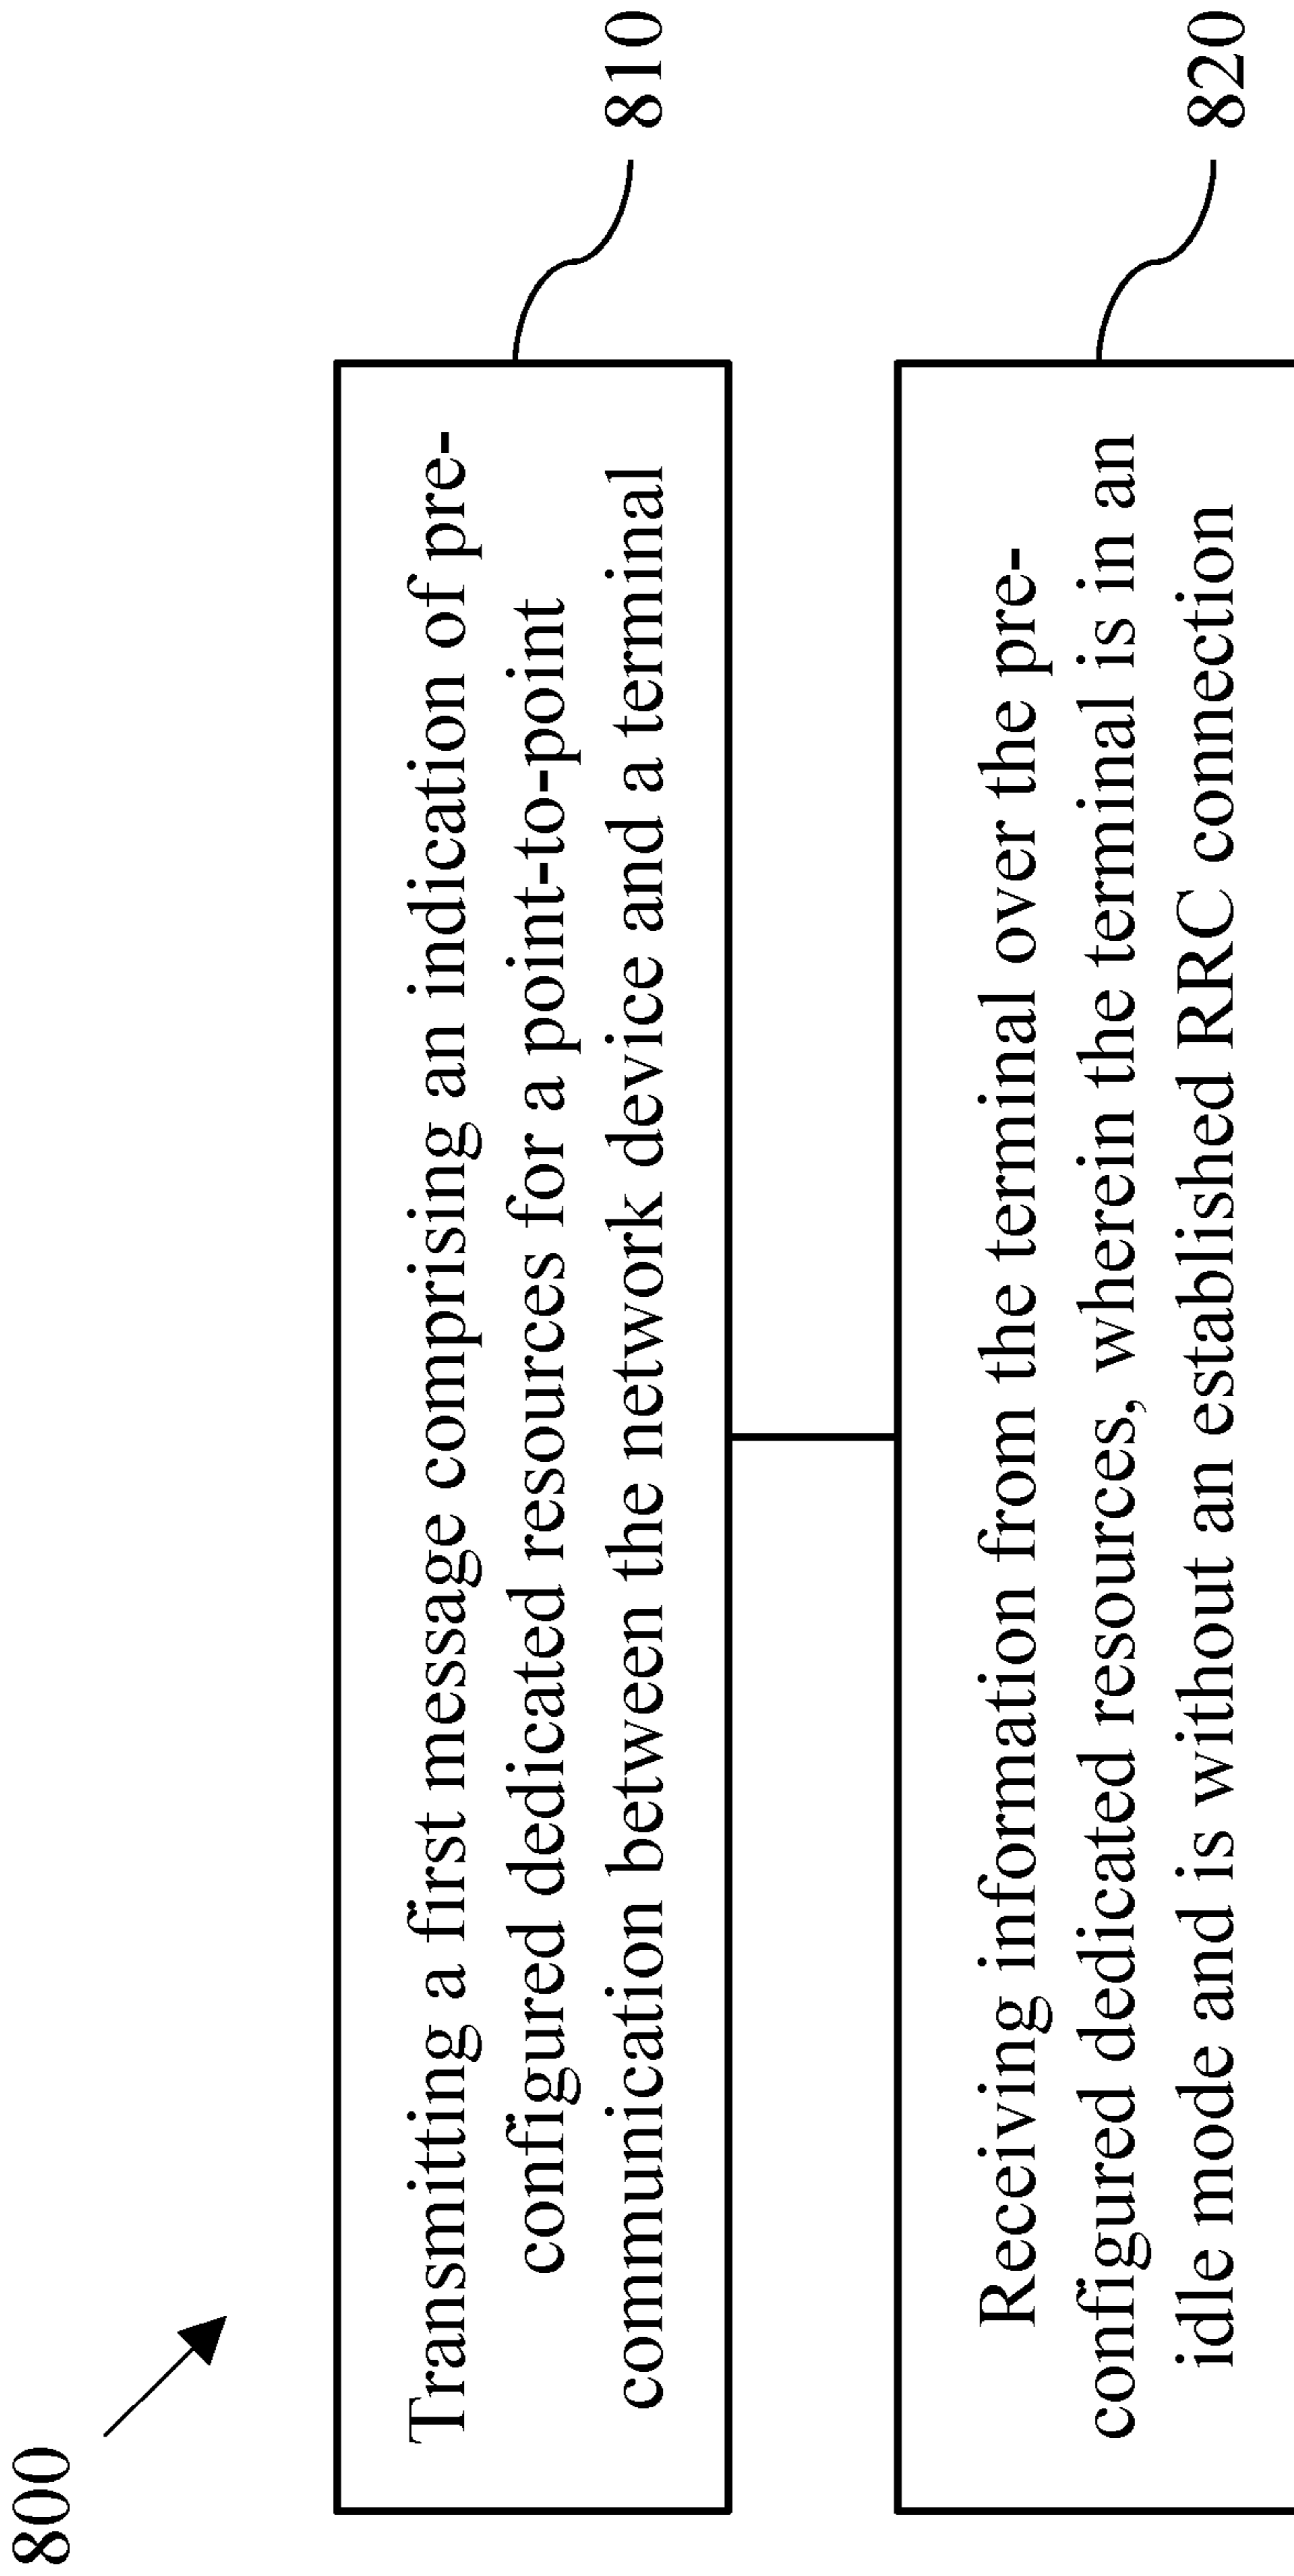 800
Transmitting a first message comprising an indication of pre-
configured dedicated resources for a point-to-point
communication between the network device and a terminal
810
Receiving information from the terminal over the pre-
configured dedicated resources, wherein the terminal is in an
idle mode and is without an established RRC connection
820